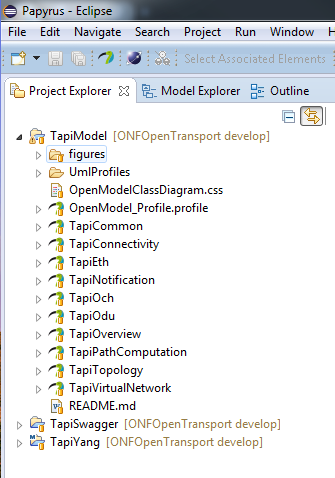 Papyrus - Eclipse
File Edit Navigate Search Project Run Window H
Select Associated Elements
Project Explorer Model Explorer Outline
TapiModel [ONFOpenTransport develop]
figures
UmlProfiles
OpenModelClassDiagram.css
OpenModel_Profile.profile
TapiCommon
TapiConnectivity
TapiEth
TapiNotification
TapiOch
TapiOdu
TapiOverview
TapiPathComputation
TapiTopology
TapiVirtualNetwork
README.md
TapiSwagger [ONFOpenTransport develop]
TapiYang [ONFOpenTransport develop]